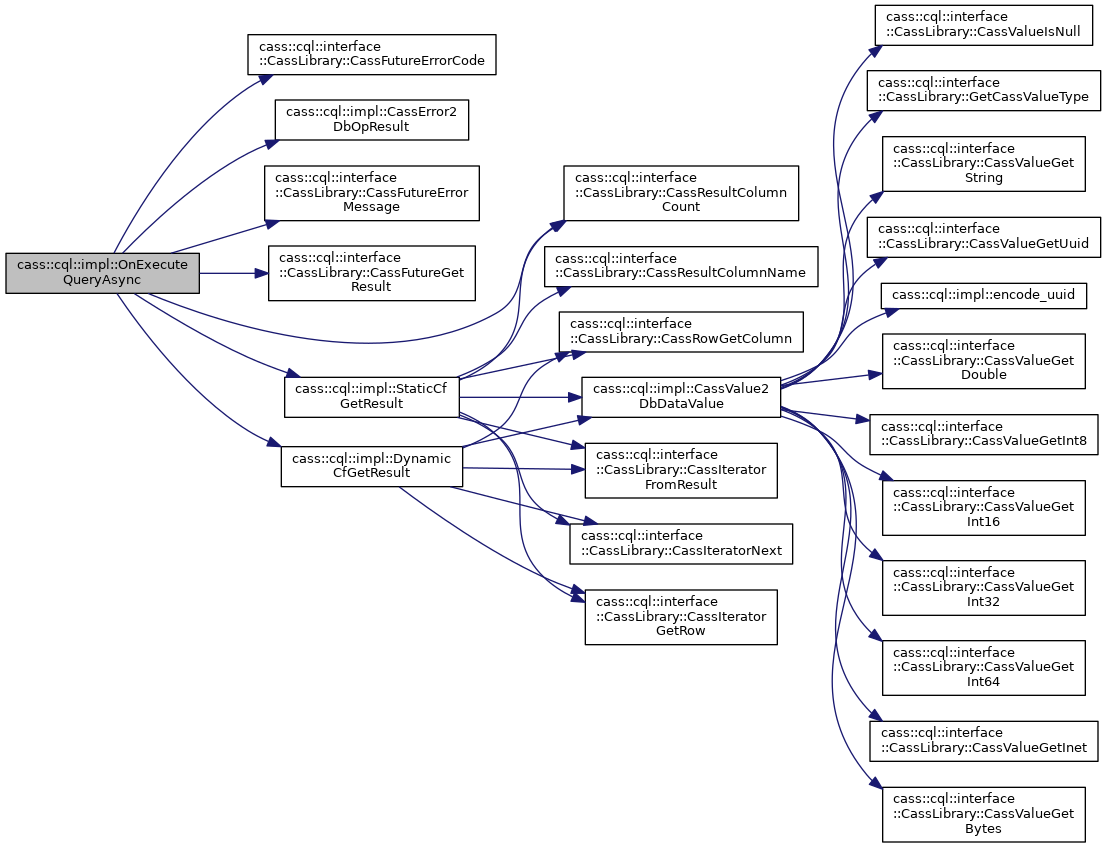 cass::cql::impl::OnExecute
QueryAsync
cass::cql::interface
::CassLibrary::CassFutureErrorCode
cass::cql::impl::CassError2
DbOpResult
cass::cql::interface
::CassLibrary::CassFutureError
Message
cass::cql::interface
::CassLibrary::CassFutureGet
Result
cass::cql::impl::StaticCf
GetResult
cass::cql::impl::Dynamic
CfGetResult
cass::cql::interface
::CassLibrary::CassResultColumn
Count
cass::cql::interface
::CassLibrary::CassResultColumnName
cass::cql::interface
::CassLibrary::CassRowGetColumn
cass::cql::impl::CassValue2
DbDataValue
cass::cql::interface
::CassLibrary::CassIterator
FromResult
cass::cql::interface
::CassLibrary::CassIteratorNext
cass::cql::interface
::CassLibrary::CassIterator
GetRow
cass::cql::interface
::CassLibrary::CassValueIsNull
cass::cql::interface
::CassLibrary::GetCassValueType
cass::cql::interface
::CassLibrary::CassValueGet
String
cass::cql::interface
::CassLibrary::CassValueGetUuid
cass::cql::impl::encode_uuid
cass::cql::interface
::CassLibrary::CassValueGet
Double
cass::cql::interface
::CassLibrary::CassValueGetInt8
cass::cql::interface
::CassLibrary::CassValueGet
Int16
cass::cql::interface
::CassLibrary::CassValueGet
Int32
cass::cql::interface
::CassLibrary::CassValueGet
Int64
cass::cql::interface
::CassLibrary::CassValueGetInet
cass::cql::interface
::CassLibrary::CassValueGet
Bytes